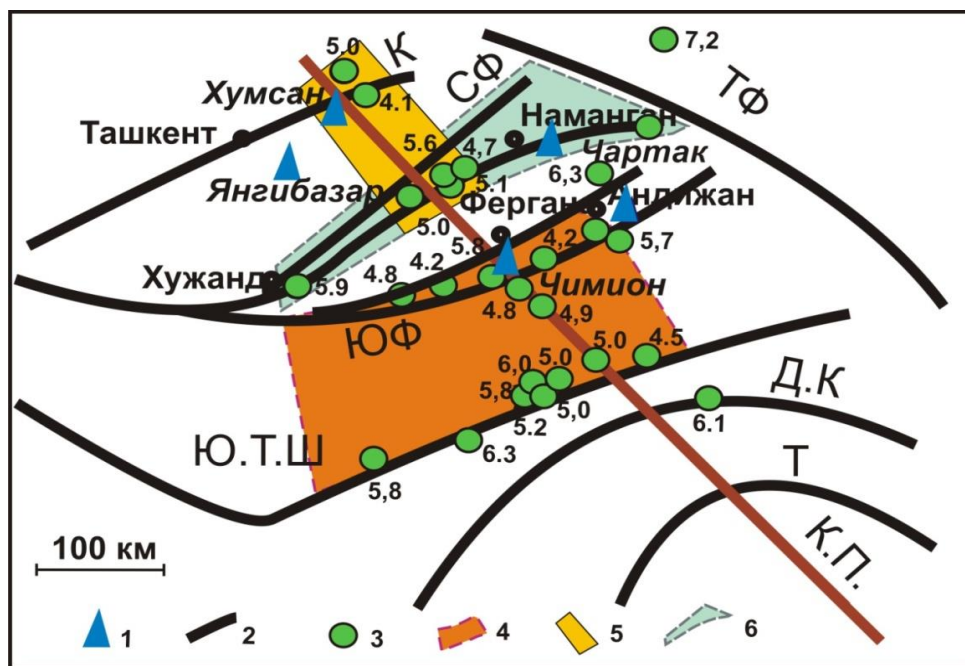 7,2
5.0
К
СФ
ТФ
Хумсан
4.1
Наманган
Ташкент
5.6
4,7
Чартак
6,3
Янгибазар
5.1
Ферган
Андижан
5.0
5.8
4,2
5,7
Хужанд
5.9
4.8
4.2
Чимион
4.8
4,9
ЮФ
5.0
4.5
6,0
5.0
Д.К
5,8
5,0
5.2
6.1
Ю.Т.Ш
6.3
Т
5,8
К.П.
100 км
1
2
3
4
5
6